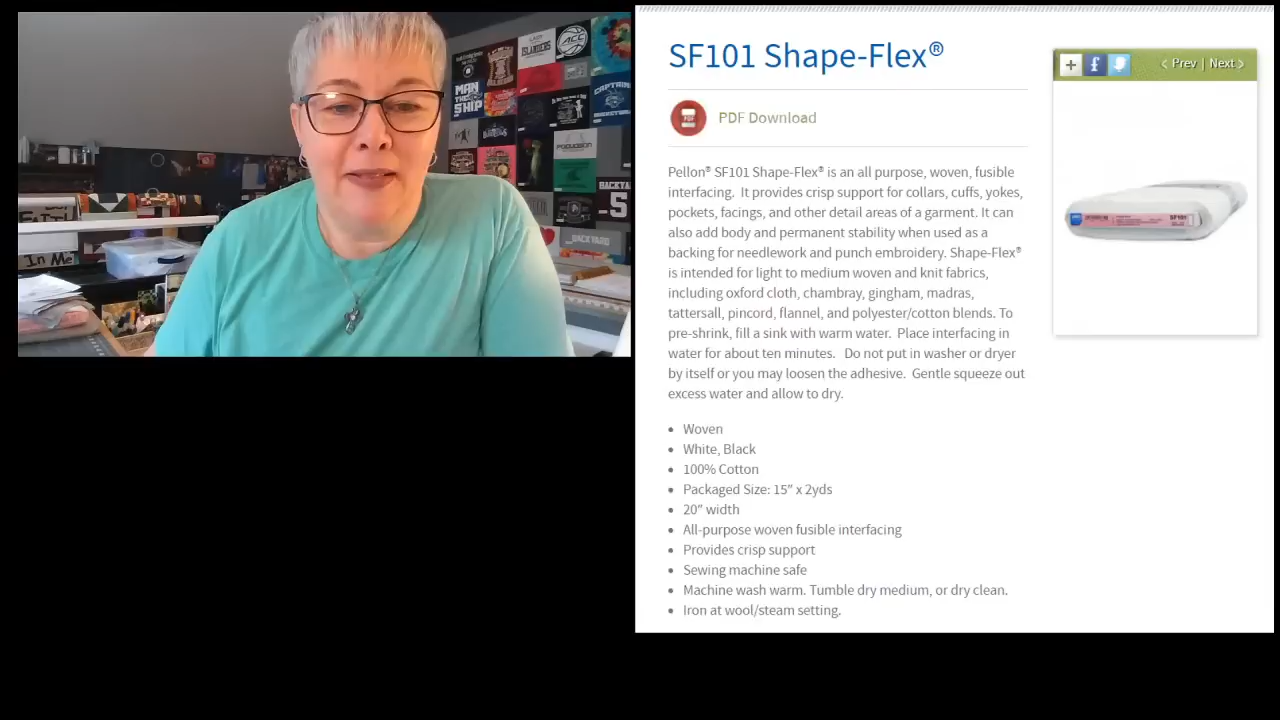 ISLANDERS
ACC
MAN
THE
SHIP
CAPTAIN
BACKYARD
-5
BACKYARD
In Me
SF101 Shape-Flex®
PDF Download
Pellon® SF101 Shape-Flex® is an all purpose, woven, fusible
interfacing. It provides crisp support for collars, cuffs, yokes,
pockets, facings, and other detail areas of a garment. It can
also add body and permanent stability when used as a
backing for needlework and punch embroidery. Shape-Flex®
is intended for light to medium woven and knit fabrics,
including oxford cloth, chambray, gingham, madras,
tattersall, pincord, flannel, and polyester/cotton blends. To
pre-shrink, fill a sink with warm water. Place interfacing in
water for about ten minutes. Do not put in washer or dryer
by itself or you may loosen the adhesive. Gentle squeeze out
excess water and allow to dry.
• Woven
• White, Black
• 100% Cotton
• Packaged Size: 15″ x 2yds
• 20″ width
• All-purpose woven fusible interfacing
• Provides crisp support
• Sewing machine safe
• Machine wash warm. Tumble dry medium, or dry clean.
• Iron at wool/steam setting.
+ f < Prev | Next >
SF101